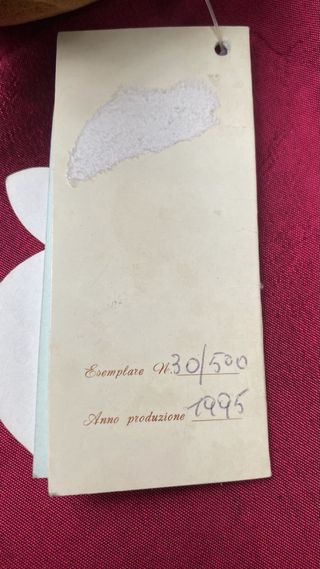 Esemplare N. 30/500
Anno produzione 1995